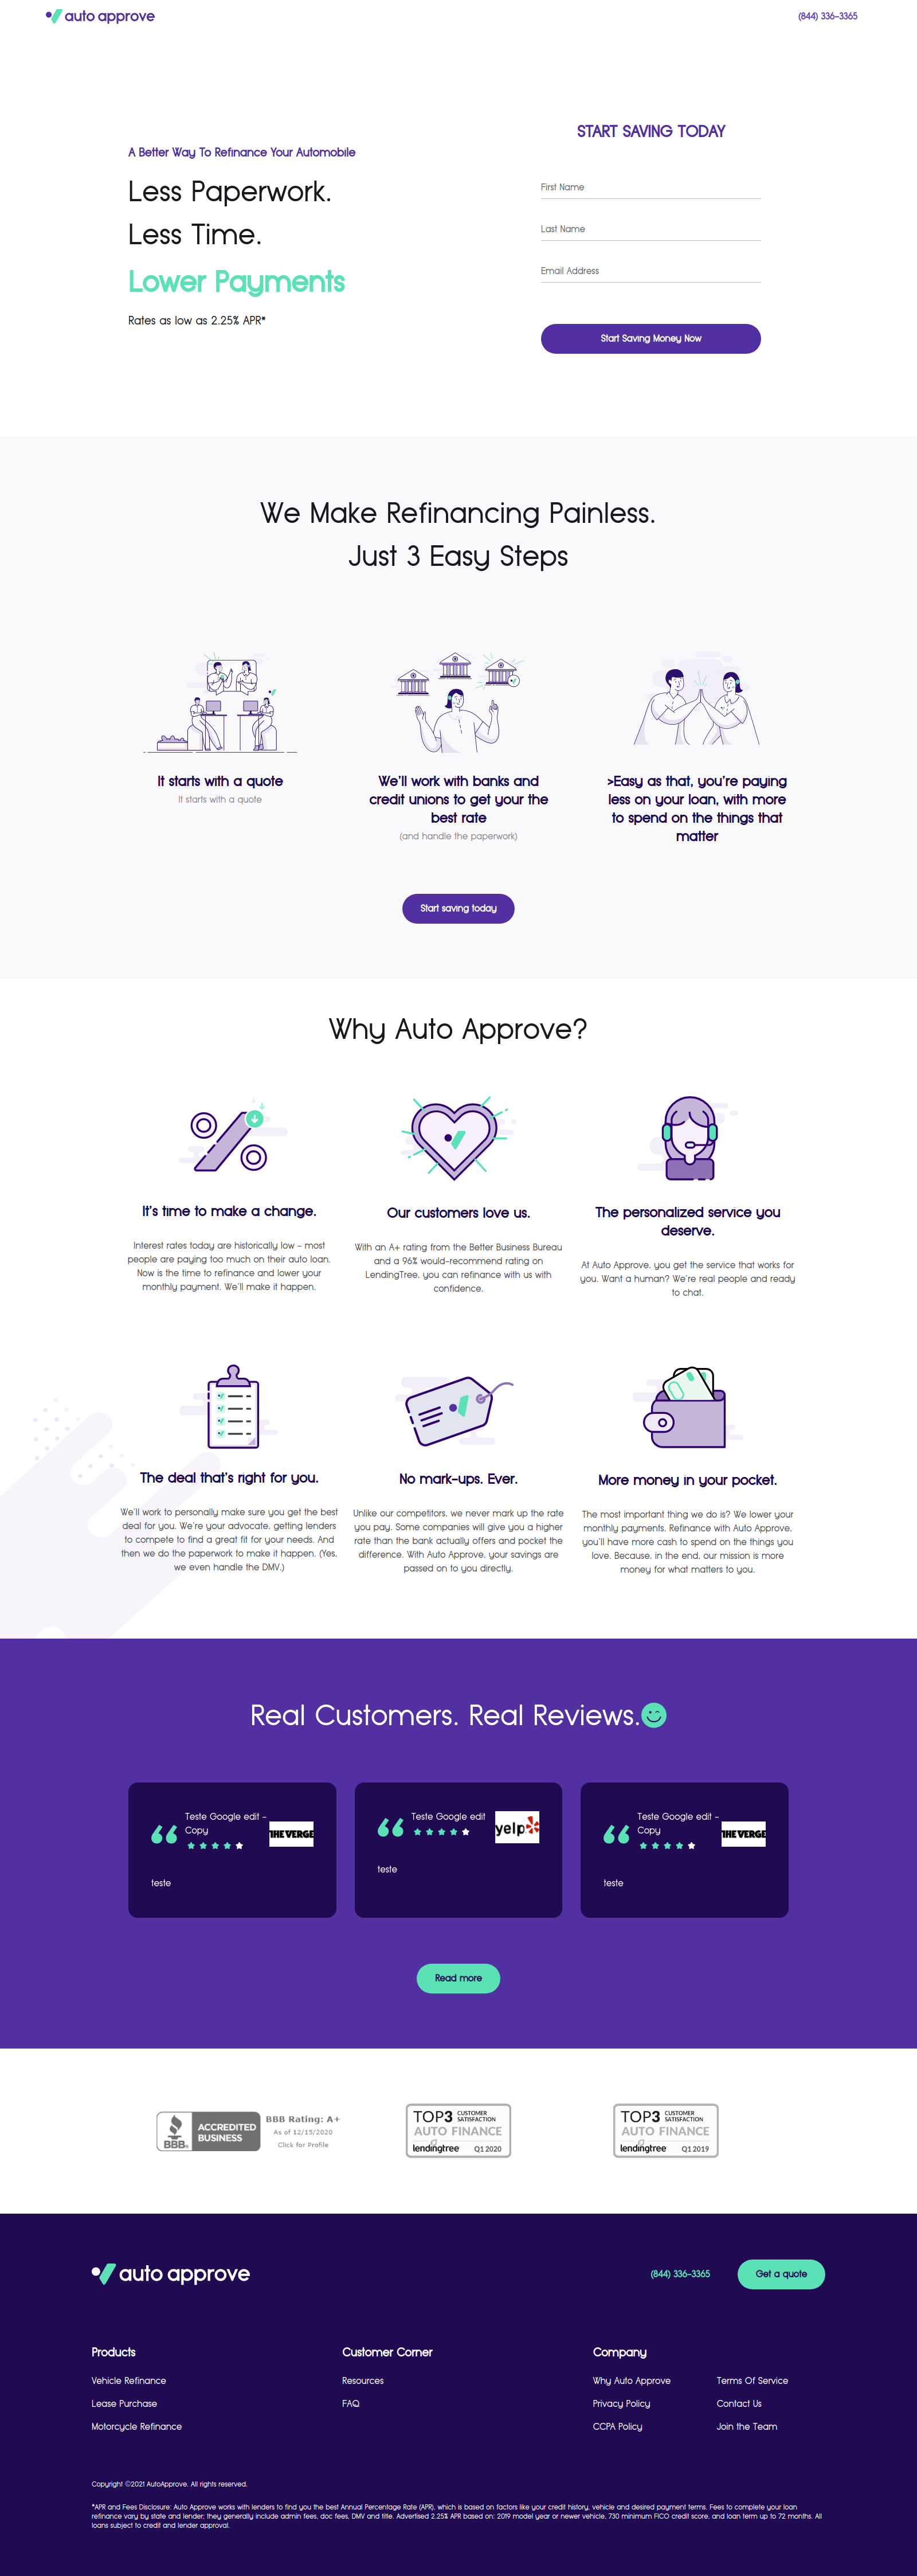 auto approve
(844) 336-3365
A Better Way To Refinance Your Automobile
Less Paperwork.
Less Time.
Lower Payments
Rates as low as 2.25% APR*
START SAVING TODAY
First Name
Last Name
Email Address
Start Saving Money Now
We Make Refinancing Painless.
Just 3 Easy Steps
It starts with a quote
It starts with a quote
We'll work with banks and
credit unions to get your the
best rate
(and handle the paperwork)
>Easy as that, you're paying
less on your loan, with more
to spend on the things that
matter
Start saving today
Why Auto Approve?
It's time to make a change.
Interest rates today are historically low - most
people are paying too much on their auto loan.
Now is the time to refinance and lower your
monthly payment. We'll make it happen.
Our customers love us.
With an A+ rating from the Better Business Bureau
and a 96% would-recommend rating on
LendingTree, you can refinance with us with
confidence.
The personalized service you
deserve.
At Auto Approve, you get the service that works for
you. Want a human? We're real people and ready
to chat.
The deal that's right for you.
We'll work to personally make sure you get the best
deal for you. We're your advocate, getting lenders
to compete to find a great fit for your needs. And
then we do the paperwork to make it happen. (Yes,
we even handle the DMV.)
No mark-ups. Ever.
Unlike our competitors, we never mark up the rate
you pay. Some companies will give you a higher
rate than the bank actually offers and pocket the
difference. With Auto Approve, your savings are
passed on to you directly.
More money in your pocket.
The most important thing we do is? We lower your
monthly payments. Refinance with Auto Approve,
you'll have more cash to spend on the things you
love. Because, in the end, our mission is more
money for what matters to you.
Real Customers. Real Reviews.
Teste Google edit -
Copy
THE VERGE
teste
Teste Google edit
yelp
teste
Teste Google edit -
Copy
THE VERGE
teste
Read more
BBB
ACCREDITED
BUSINESS
BBB Rating: A+
As of 12/15/2020
Click for Profile
TOP3 CUSTOMER
SATISFACTION
AUTO FINANCE
lendingtree Q1 2020
TOP3 CUSTOMER
SATISFACTION
AUTO FINANCE
lendingtree Q1 2019
auto approve
(844) 336-3365
Get a quote
Products
Vehicle Refinance
Lease Purchase
Motorcycle Refinance
Customer Corner
Resources
FAQ
Company
Why Auto Approve
Privacy Policy
CCPA Policy
Terms Of Service
Contact Us
Join the Team
Copyright ©2021 AutoApprove. All rights reserved.
*APR and Fees Disclosure: Auto Approve works with lenders to find you the best Annual Percentage Rate (APR), which is based on factors like your credit history, vehicle and desired payment terms. Fees to complete your loan
refinance vary by state and lender; they generally include admin fees, doc fees, DMV and title. Advertised 2.25% APR based on: 2019 model year or newer vehicle, 730 minimum FICO credit score, and loan term up to 72 months. All
loans subject to credit and lender approval.